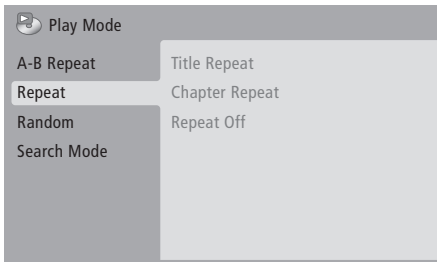 Play Mode
A-B Repeat
Repeat
Random
Search Mode
Title Repeat
Chapter Repeat
Repeat Off